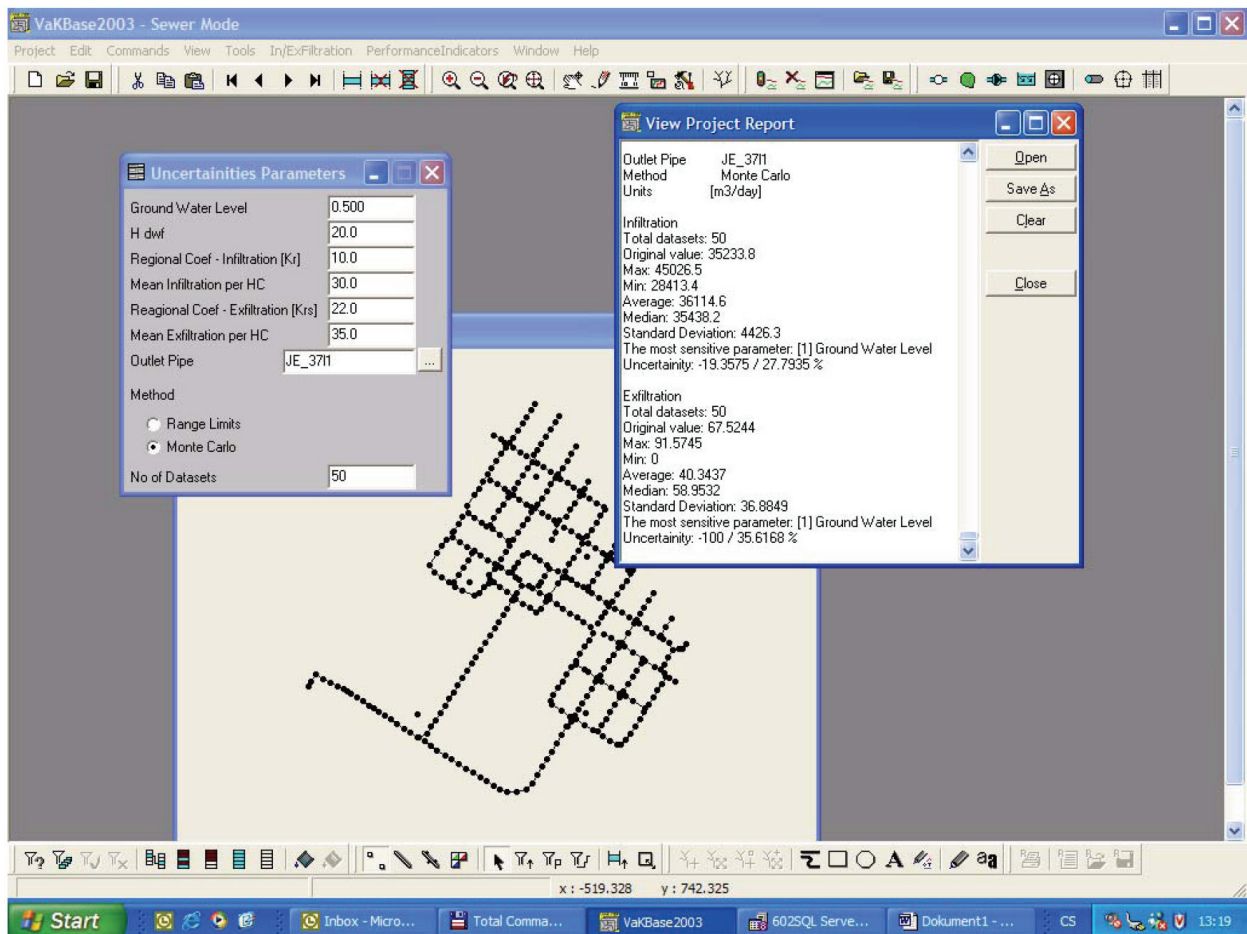 VaKBase2003 - Sewer Mode
Project Edit Commands View Tools In/ExFiltration PerformanceIndicators Window Help
Uncertainities Parameters
Ground Water Level 0.500
H dwf 20.0
Regional Coef - Infiltration [Kr] 10.0
Mean Infiltration per HC 30.0
Reagional Coef - Exfiltration [Krs] 22.0
Mean Exfiltration per HC 35.0
Outlet Pipe JE_37I1 ...
Method
Range Limits
Monte Carlo
No of Datasets 50
View Project Report
Outlet Pipe JE_37I1
Method Monte Carlo
Units [m3/day]
Infiltration
Total datasets: 50
Original value: 35233.8
Max: 45026.5
Min: 28413.4
Average: 36114.6
Median: 35438.2
Standard Deviation: 4426.3
The most sensitive parameter: [1] Ground Water Level
Uncertainity: -19.3575 / 27.7935 %
Exfiltration
Total datasets: 50
Original value: 67.5244
Max: 91.5745
Min: 0
Average: 40.3437
Median: 58.9532
Standard Deviation: 36.8849
The most sensitive parameter: [1] Ground Water Level
Uncertainity: -100 / 35.6168 %
Open
Save As
Clear
Close
A aa
x : -519.328 y : 742.325
Start Inbox - Micro... Total Comma... VaKBase2003 602SQL Serve... Dokument1 - ... CS 13:19